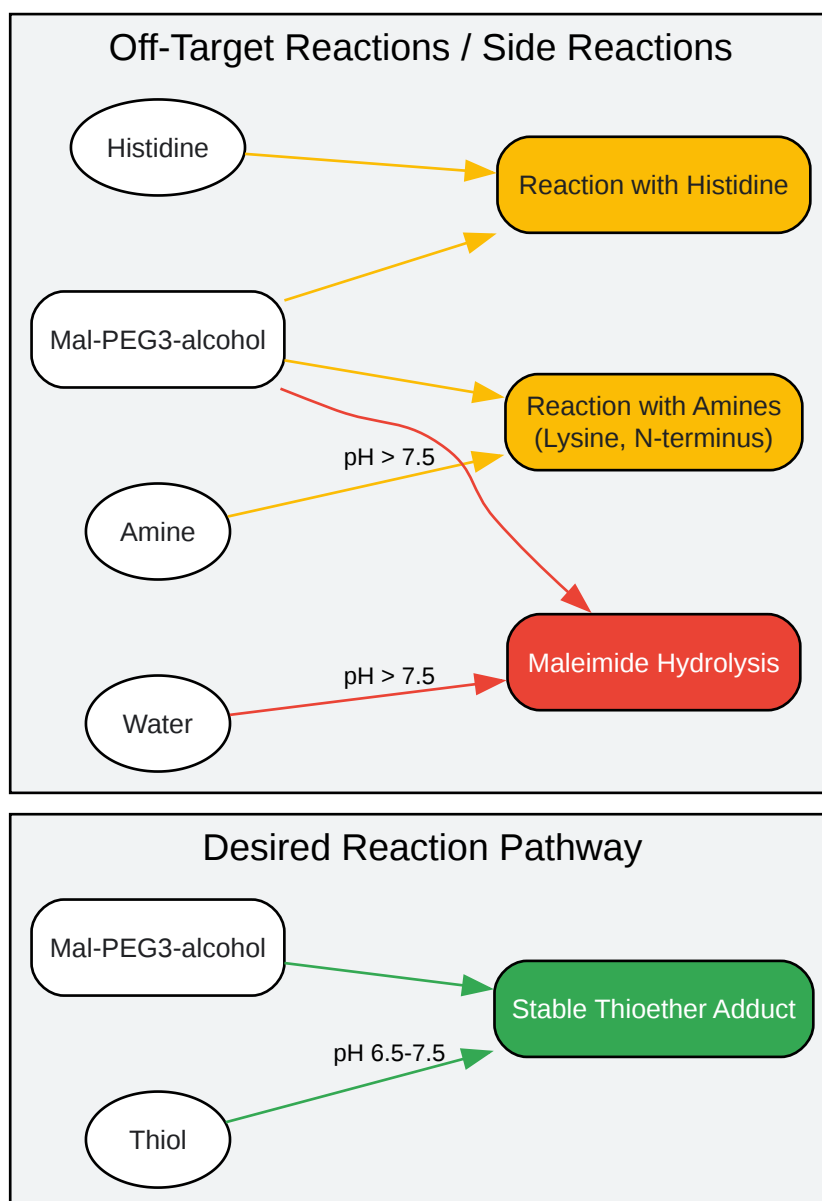 Off-Target Reactions / Side Reactions
Histidine
Reaction with Histidine
Mal-PEG3-alcohol
Reaction with Amines
(Lysine, N-terminus)
pH > 7.5
Amine
Maleimide Hydrolysis
pH > 7.5
Water
Desired Reaction Pathway
Mal-PEG3-alcohol
Stable Thioether Adduct
pH 6.5-7.5
Thiol